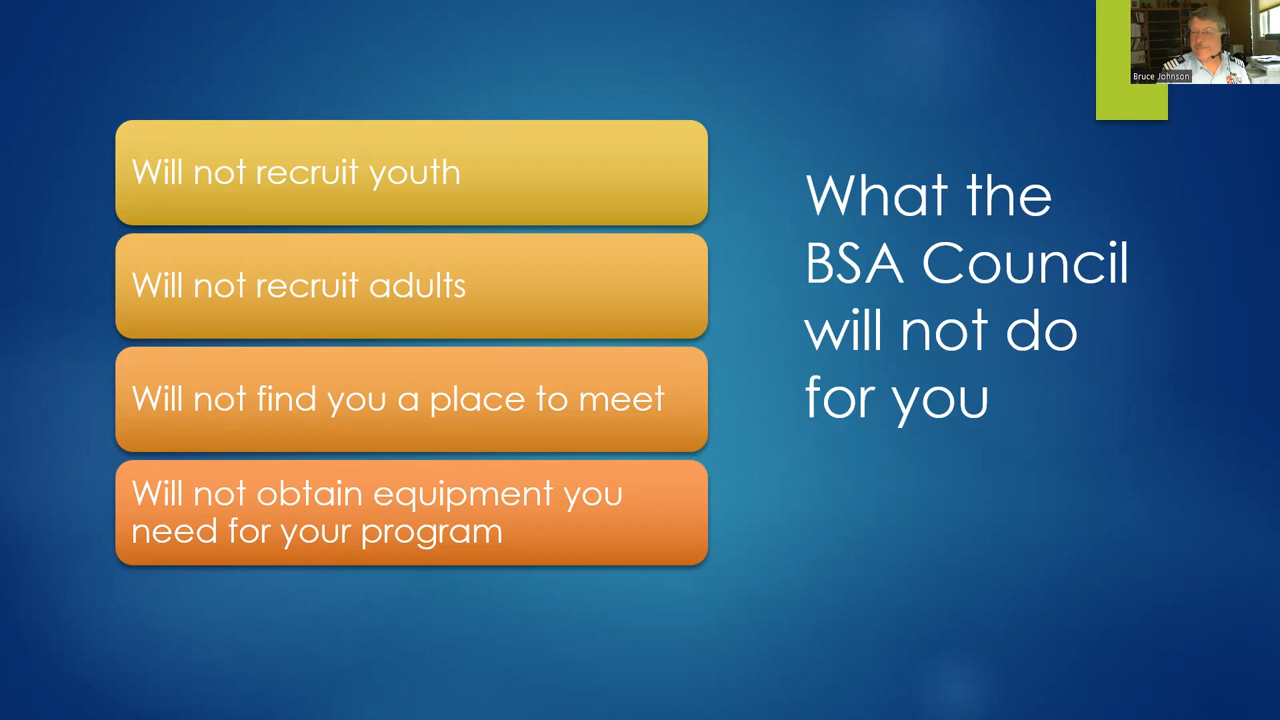 Will not recruit youth
Will not recruit adults
Will not find you a place to meet
Will not obtain equipment you
need for your program
What the
BSA Council
will not do
for you
Bruce Johnson